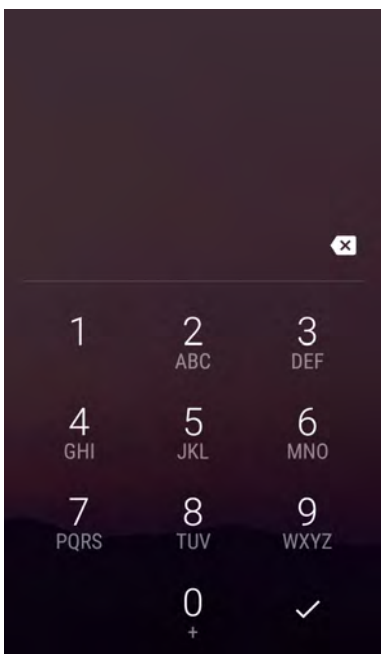 1 2 3
ABC DEF
4 5 6
GHI JKL MNO
7 8 9
PQRS TUV WXYZ
0
+